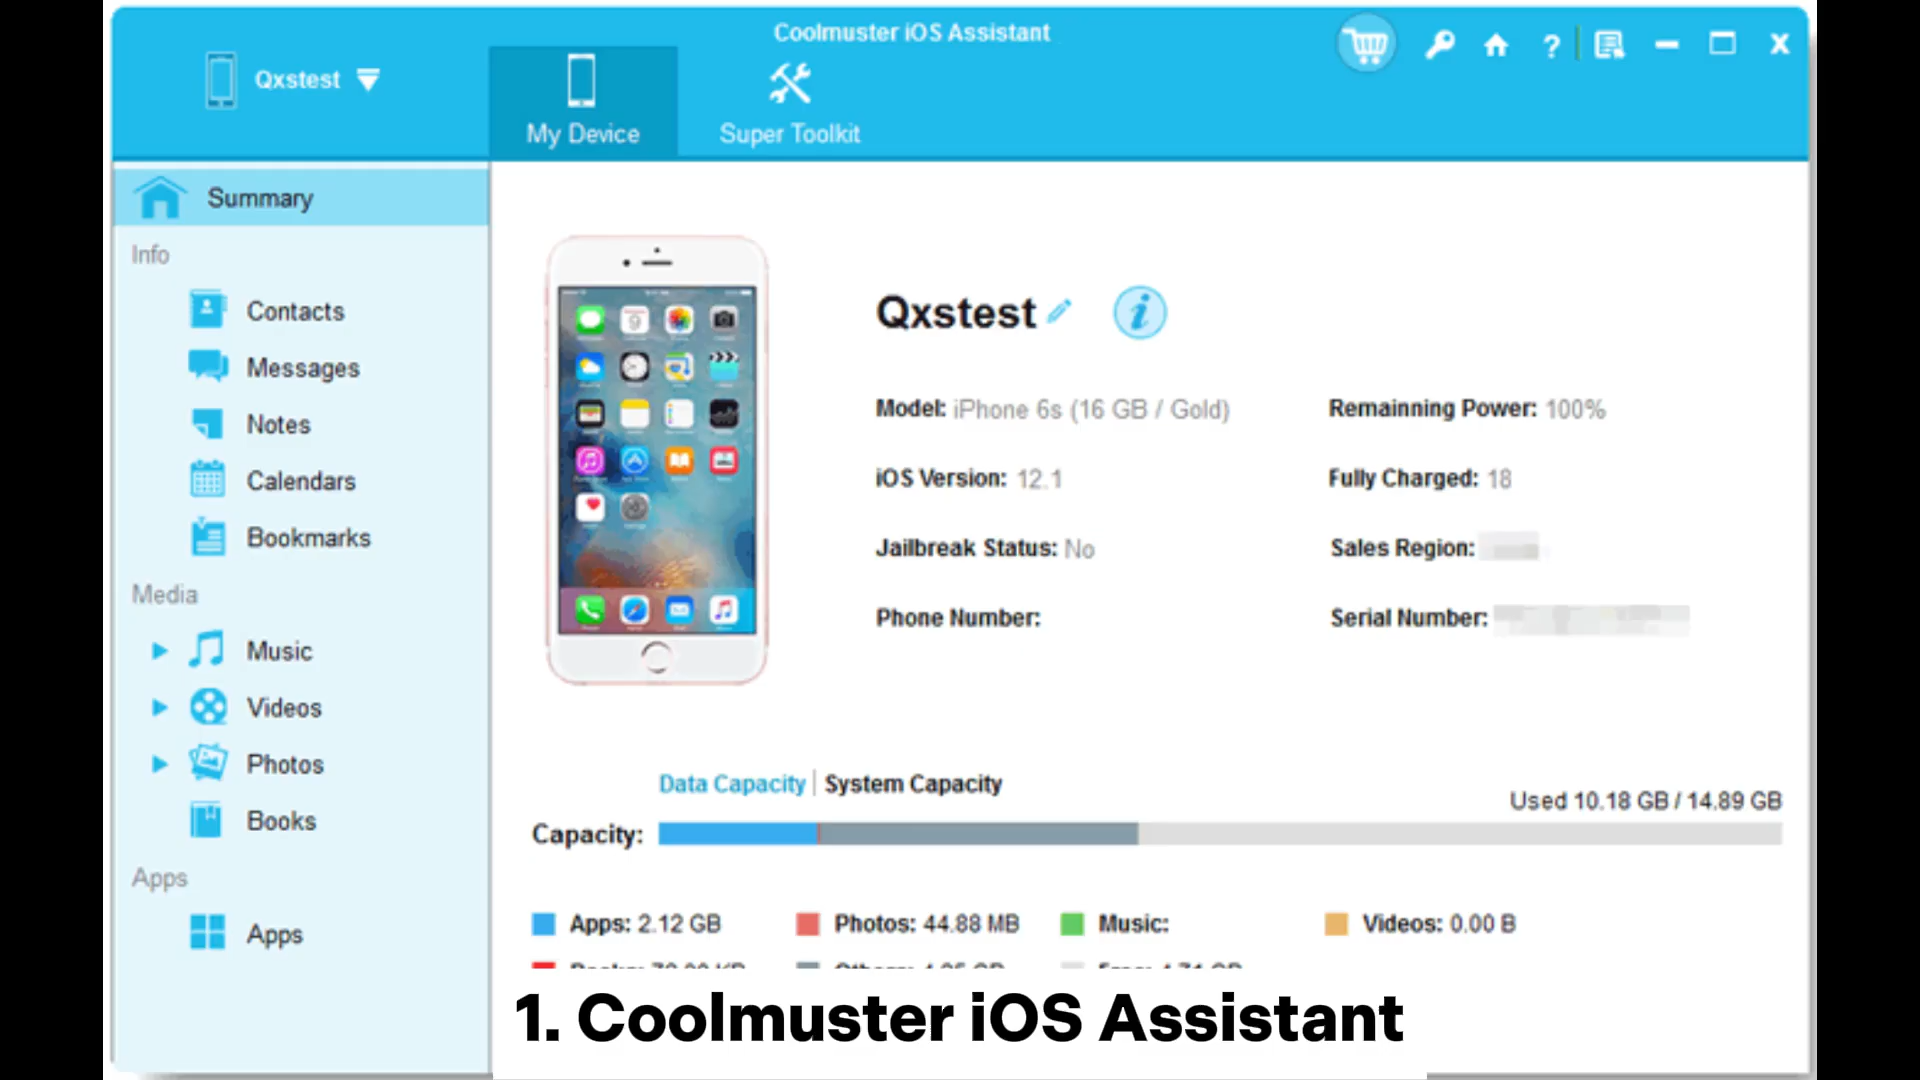 Coolmuster iOS Assistant
Qxstest
My Device
Super Toolkit
Summary
Info
Contacts
Messages
Notes
Calendars
Bookmarks
Media
Music
Videos
Photos
Books
Apps
Apps
Qxstest
Model: iPhone 6s (16 GB / Gold)
Remainning Power: 100%
iOS Version: 12.1
Fully Charged: 18
Jailbreak Status: No
Sales Region:
Phone Number:
Serial Number:
Data Capacity | System Capacity
Used 10.18 GB / 14.89 GB
Capacity:
Apps: 2.12 GB
Photos: 44.88 MB
Music:
Videos: 0.00 B
1. Coolmuster iOS Assistant